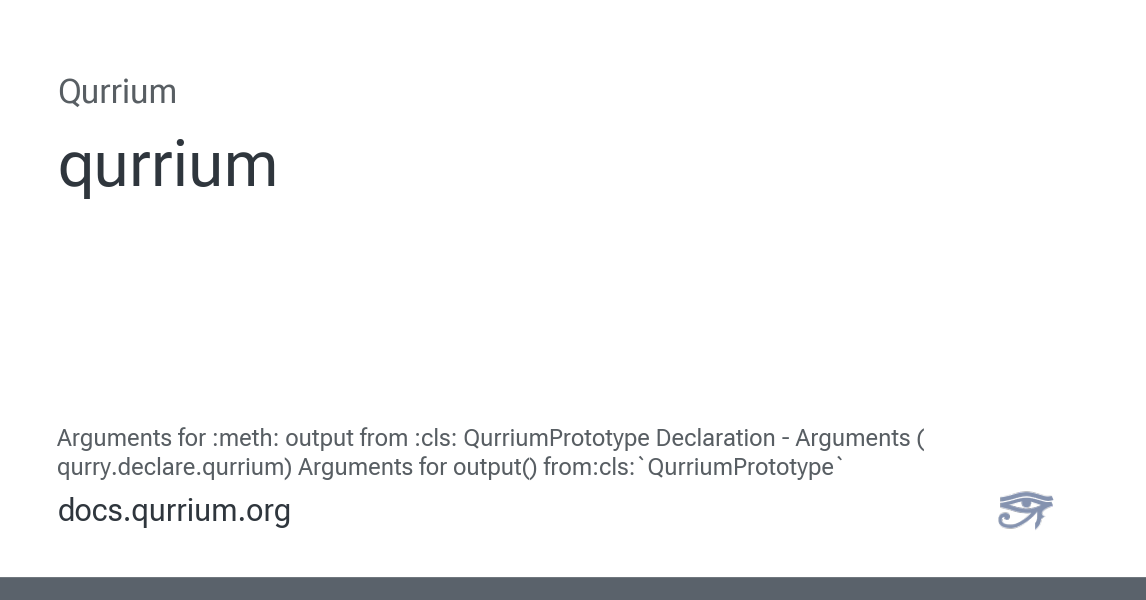 Qurrium
qurrium
Arguments for :meth: output from :cls: QurriumPrototype Declaration - Arguments (
qurry.declare.qurrium) Arguments for output() from:cls:`QurriumPrototype`
docs.qurrium.org